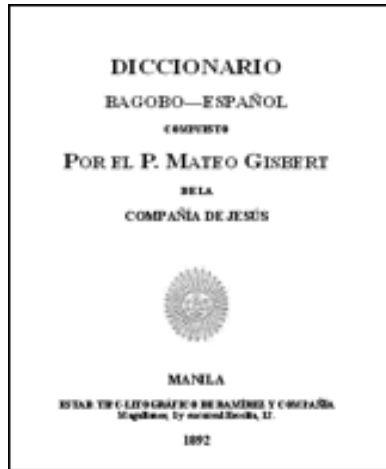 DICCIONARIO
BAGOBO—ESPAÑOL
COMPUESTO
POR EL P. MATEO GISBERT
DE LA
COMPAÑÍA DE JESÚS
MANILA
ESTAB. TIPO-LITOGRÁFICO DE RAMÍREZ Y COMPAÑÍA
Magallanes, 1 y
1892